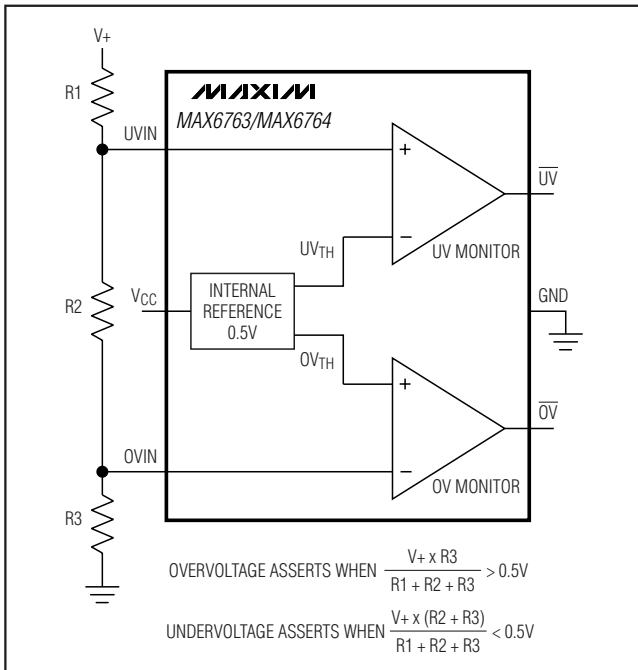 V+
R1
MAXIM
MAX6763/MAX6764
UVIN
+
U̅V̅
−
UV MONITOR
UVTH
R2
VCC
INTERNAL
REFERENCE
0.5V
GND
OVTH
+
O̅V̅
−
OV MONITOR
OVIN
R3
OVERVOLTAGE ASSERTS WHEN V+ x R3 / R1 + R2 + R3 > 0.5V
UNDERVOLTAGE ASSERTS WHEN V+ x (R2 + R3) / R1 + R2 + R3 < 0.5V